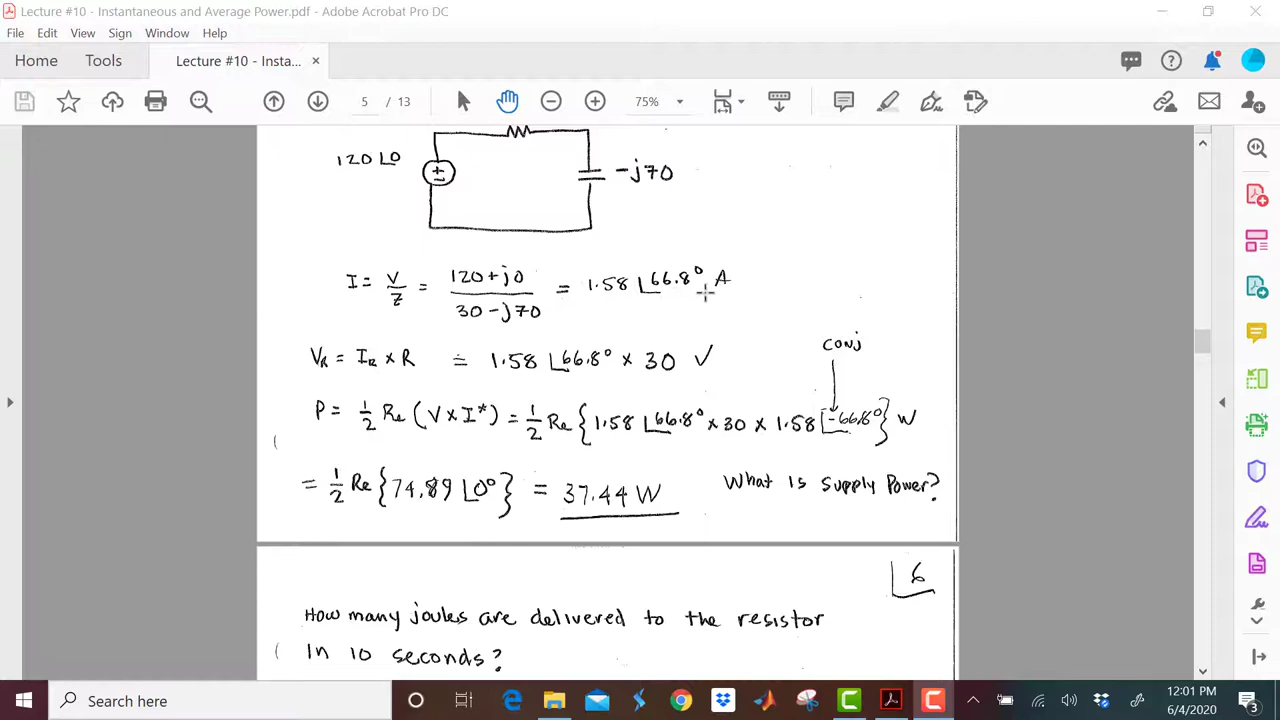 Lecture #10 - Instantaneous and Average Power.pdf - Adobe Acrobat Pro DC
File Edit View Sign Window Help
Home Tools Lecture #10 - Insta... ×
5 / 13 75%
120∠0
-j70
I = V/Z = (120+j0)/(30-j70) = 1.58∠66.8° A
VR = IR × R = 1.58∠66.8° × 30 V
conj
P = 1/2 Re (V × I*) = 1/2 Re {1.58∠66.8° × 30 × 1.58∠-66.8°} W
= 1/2 Re {74.89∠0°} = 37.44 W What is Supply Power?
6
How many joules are delivered to the resistor
In 10 seconds?
Search here
12:01 PM
6/4/2020
3